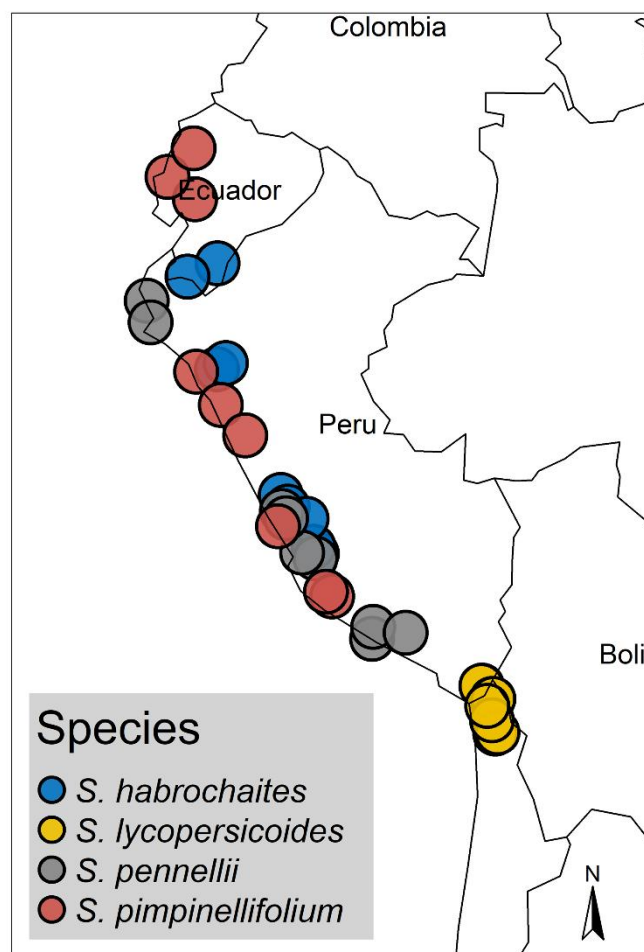 Colombia
Ecuador
Peru
Boli
Species
S. habrochaites
S. lycopersicoides
S. pennellii
S. pimpinellifolium
N